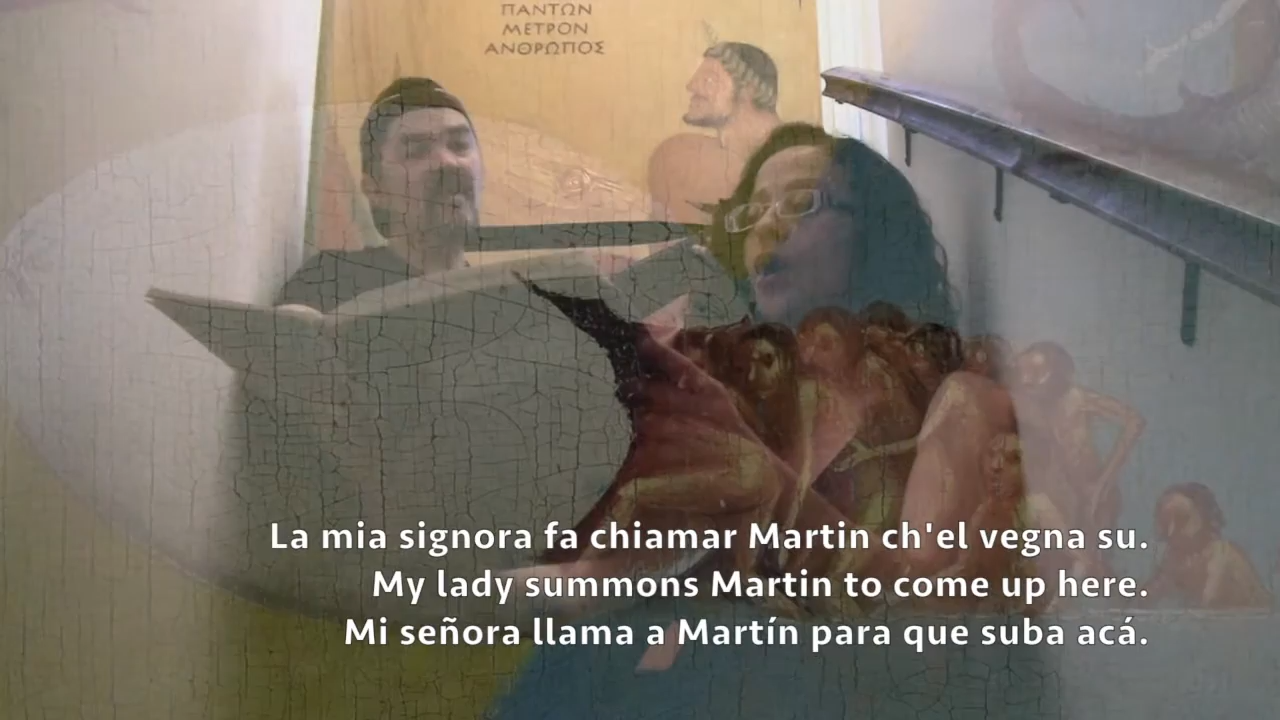 ΠΑΝΤΩΝ
ΜΕΤΡΟΝ
ΑΝΘΡΩΠΟΣ
La mia signora fa chiamar Martin ch'el vegna su.
My lady summons Martin to come up here.
Mi señora llama a Martín para que suba acá.